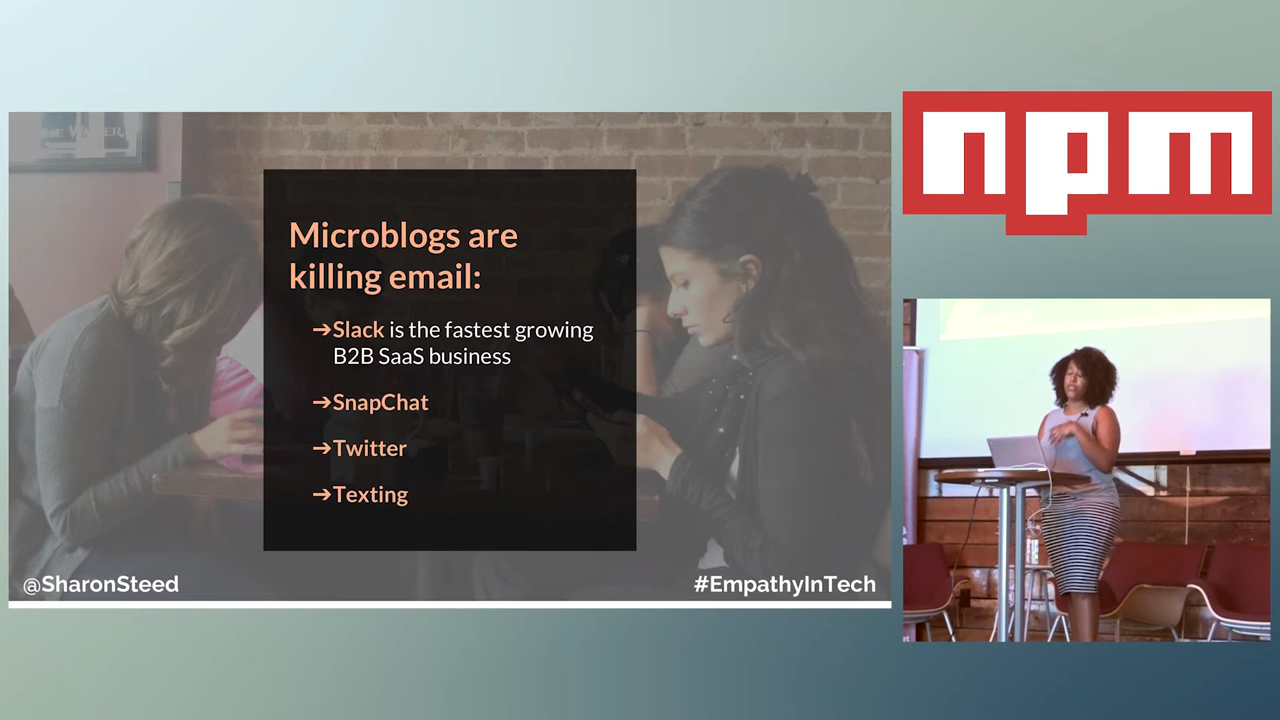 Microblogs are
killing email:
➔Slack is the fastest growing
B2B SaaS business
➔SnapChat
➔Twitter
➔Texting
@SharonSteed
#EmpathyInTech
npm